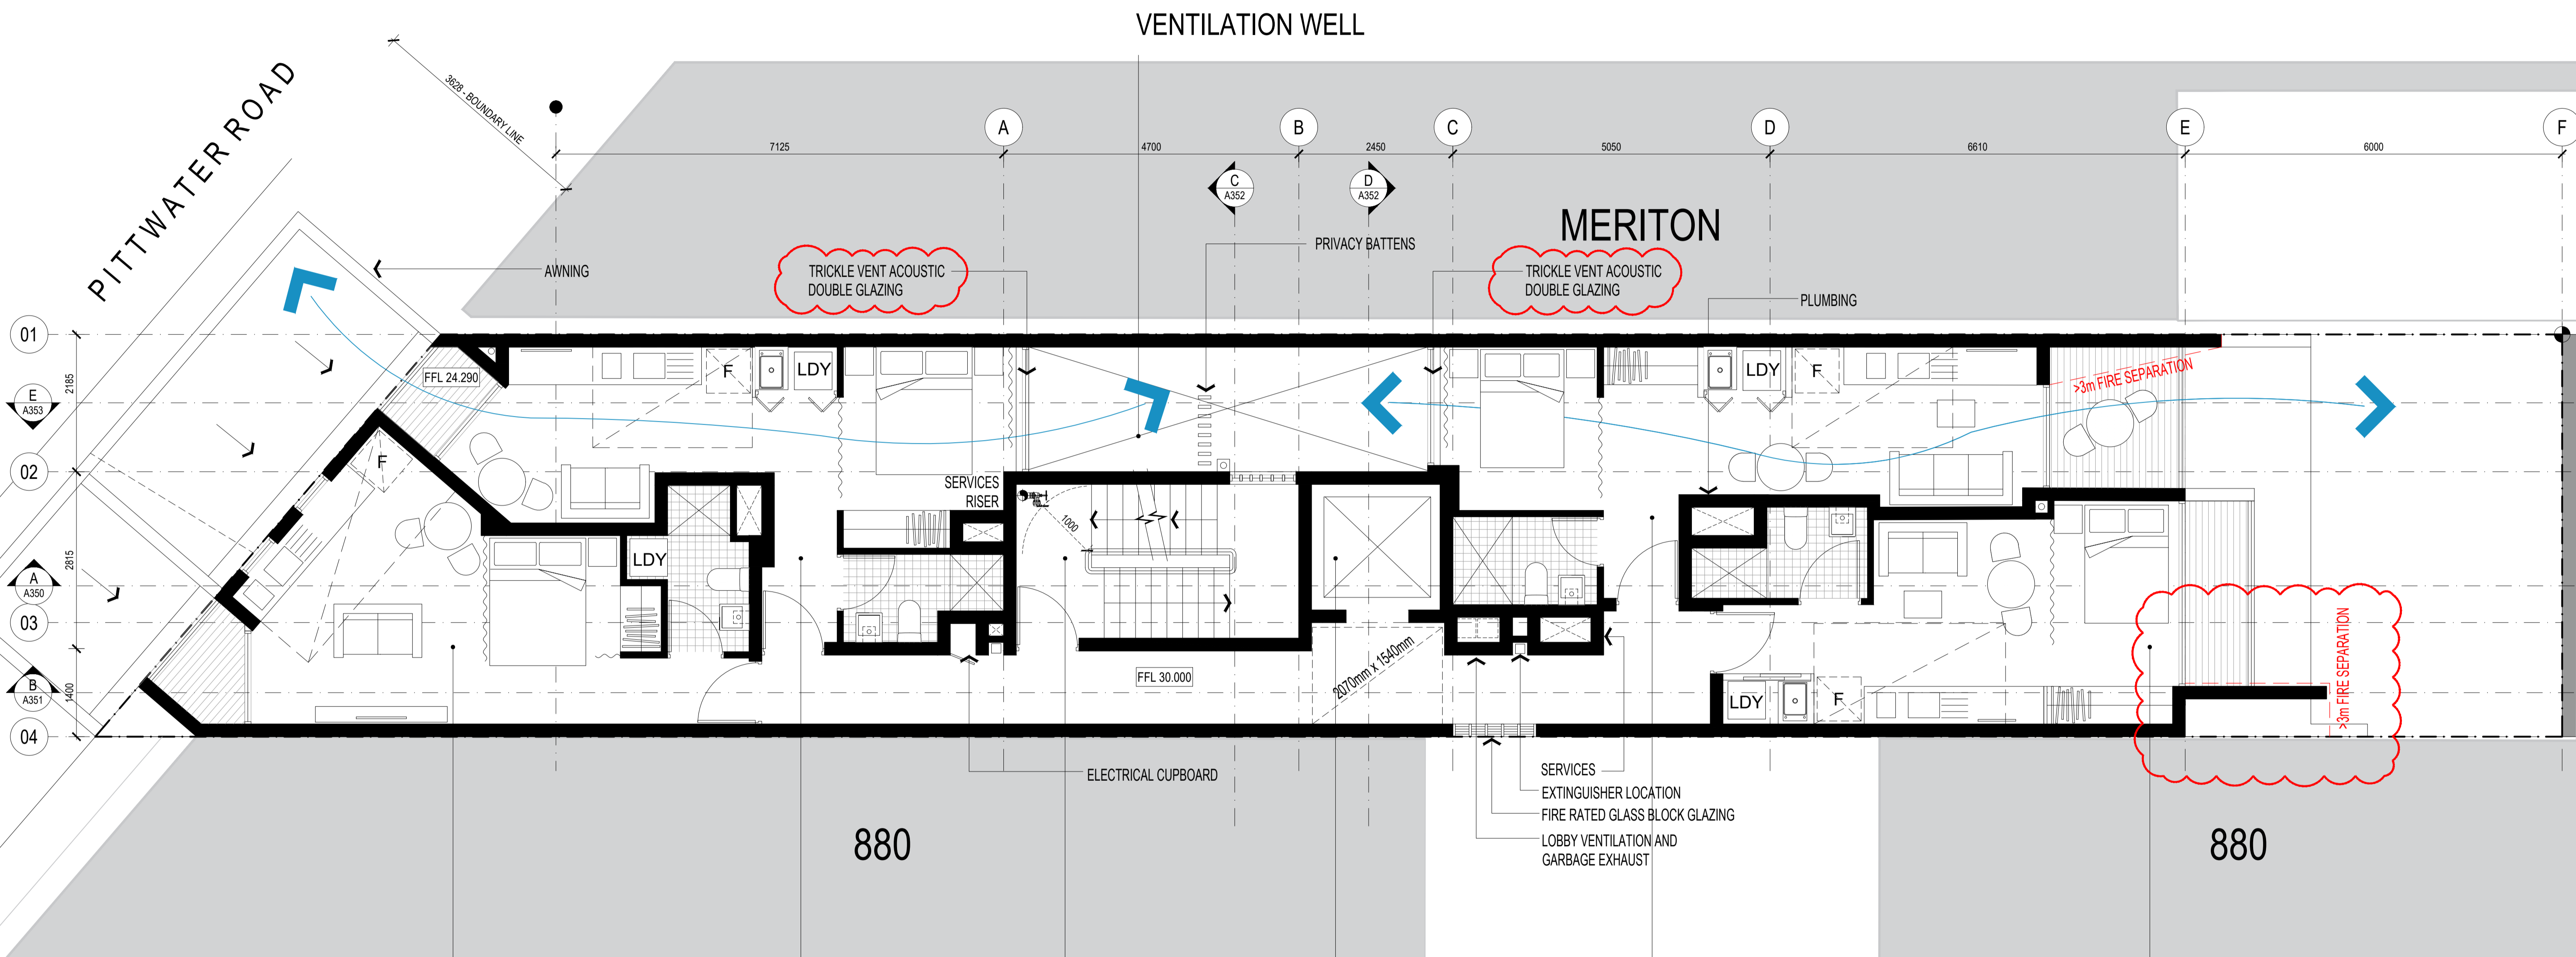 VENTILATION WELL
PITTWATER ROAD
3628 - BOUNDARY LINE
A
B
C
D
E
F
7125
4700
2450
5050
6610
6000
C
A352
D
A352
MERITON
PRIVACY BATTENS
AWNING
TRICKLE VENT ACOUSTIC
DOUBLE GLAZING
TRICKLE VENT ACOUSTIC
DOUBLE GLAZING
PLUMBING
01
2185
E
A353
02
2815
A
A350
03
1400
B
A351
04
FFL 24.290
F
LDY
LDY
F
>3m FIRE SEPARATION
F
SERVICES
RISER
1000
LDY
FFL 30.000
2070mm x 1540mm
>3m FIRE SEPARATION
LDY
F
ELECTRICAL CUPBOARD
SERVICES
EXTINGUISHER LOCATION
FIRE RATED GLASS BLOCK GLAZING
LOBBY VENTILATION AND
GARBAGE EXHAUST
880
880